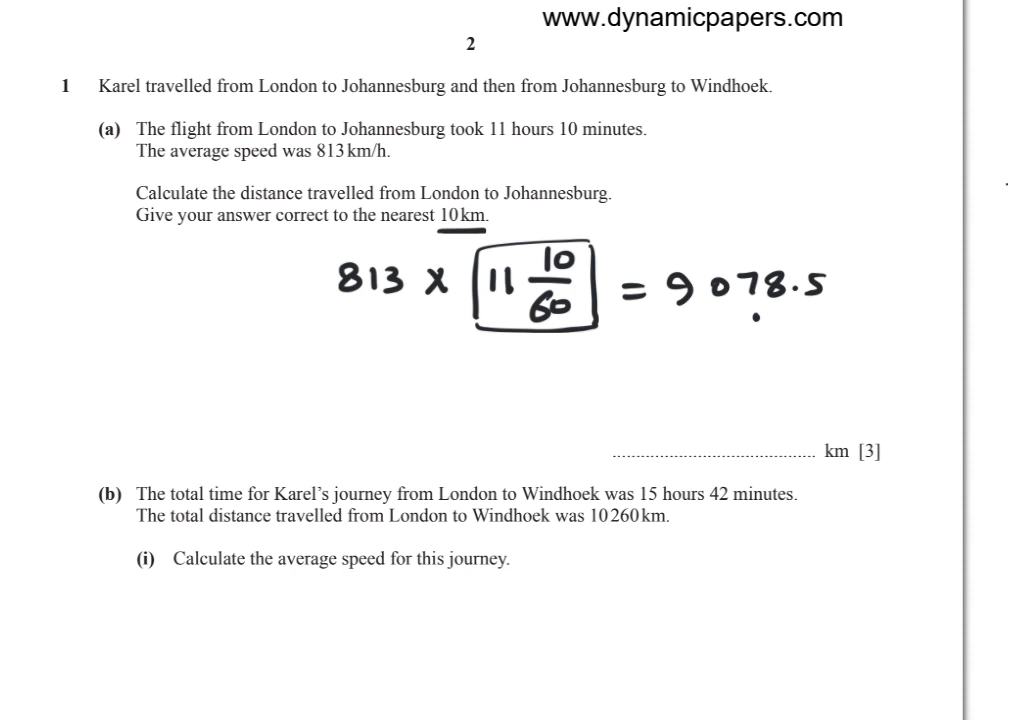 www.dynamicpapers.com
2
1 Karel travelled from London to Johannesburg and then from Johannesburg to Windhoek.
(a) The flight from London to Johannesburg took 11 hours 10 minutes.
The average speed was 813 km/h.
Calculate the distance travelled from London to Johannesburg.
Give your answer correct to the nearest 10 km.
813 × 11 10/60 = 9078.5
.......................................... km [3]
(b) The total time for Karel's journey from London to Windhoek was 15 hours 42 minutes.
The total distance travelled from London to Windhoek was 10 260 km.
(i) Calculate the average speed for this journey.